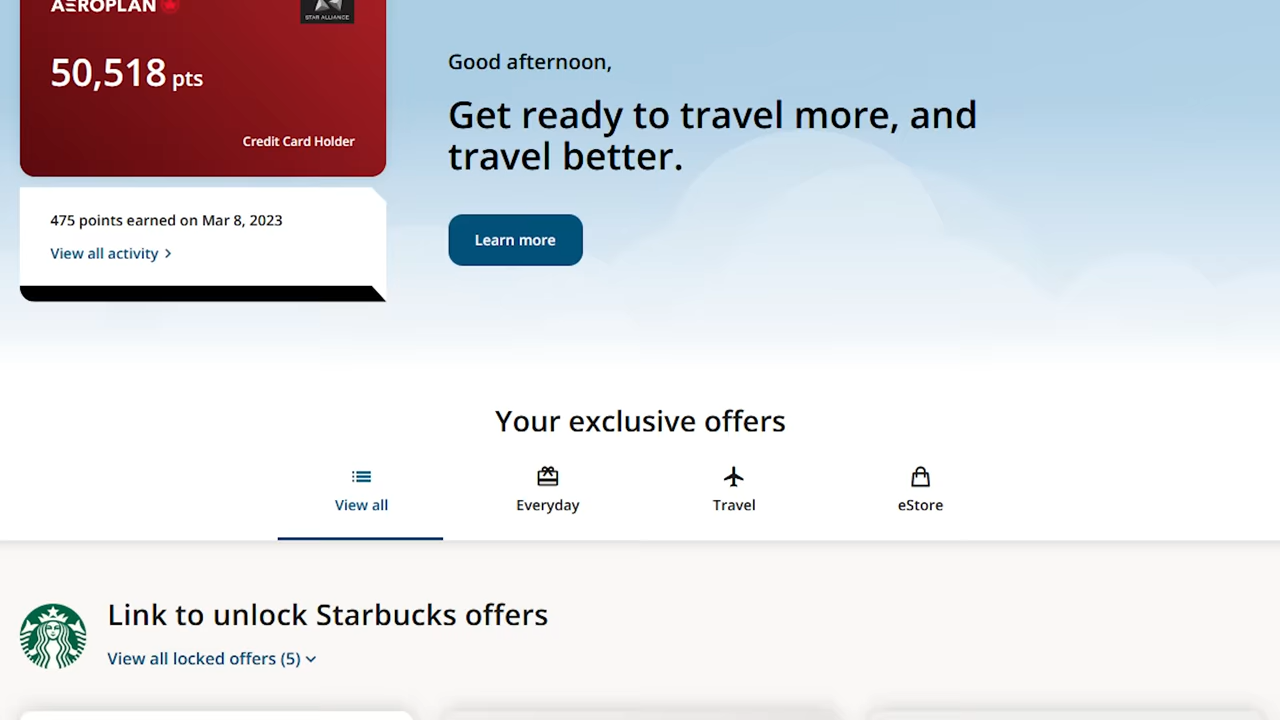 AEROPLAN
STAR ALLIANCE
50,518 pts
Credit Card Holder
475 points earned on Mar 8, 2023
View all activity
Good afternoon,
Get ready to travel more, and
travel better.
Learn more
Your exclusive offers
View all
Everyday
Travel
eStore
Link to unlock Starbucks offers
View all locked offers (5)